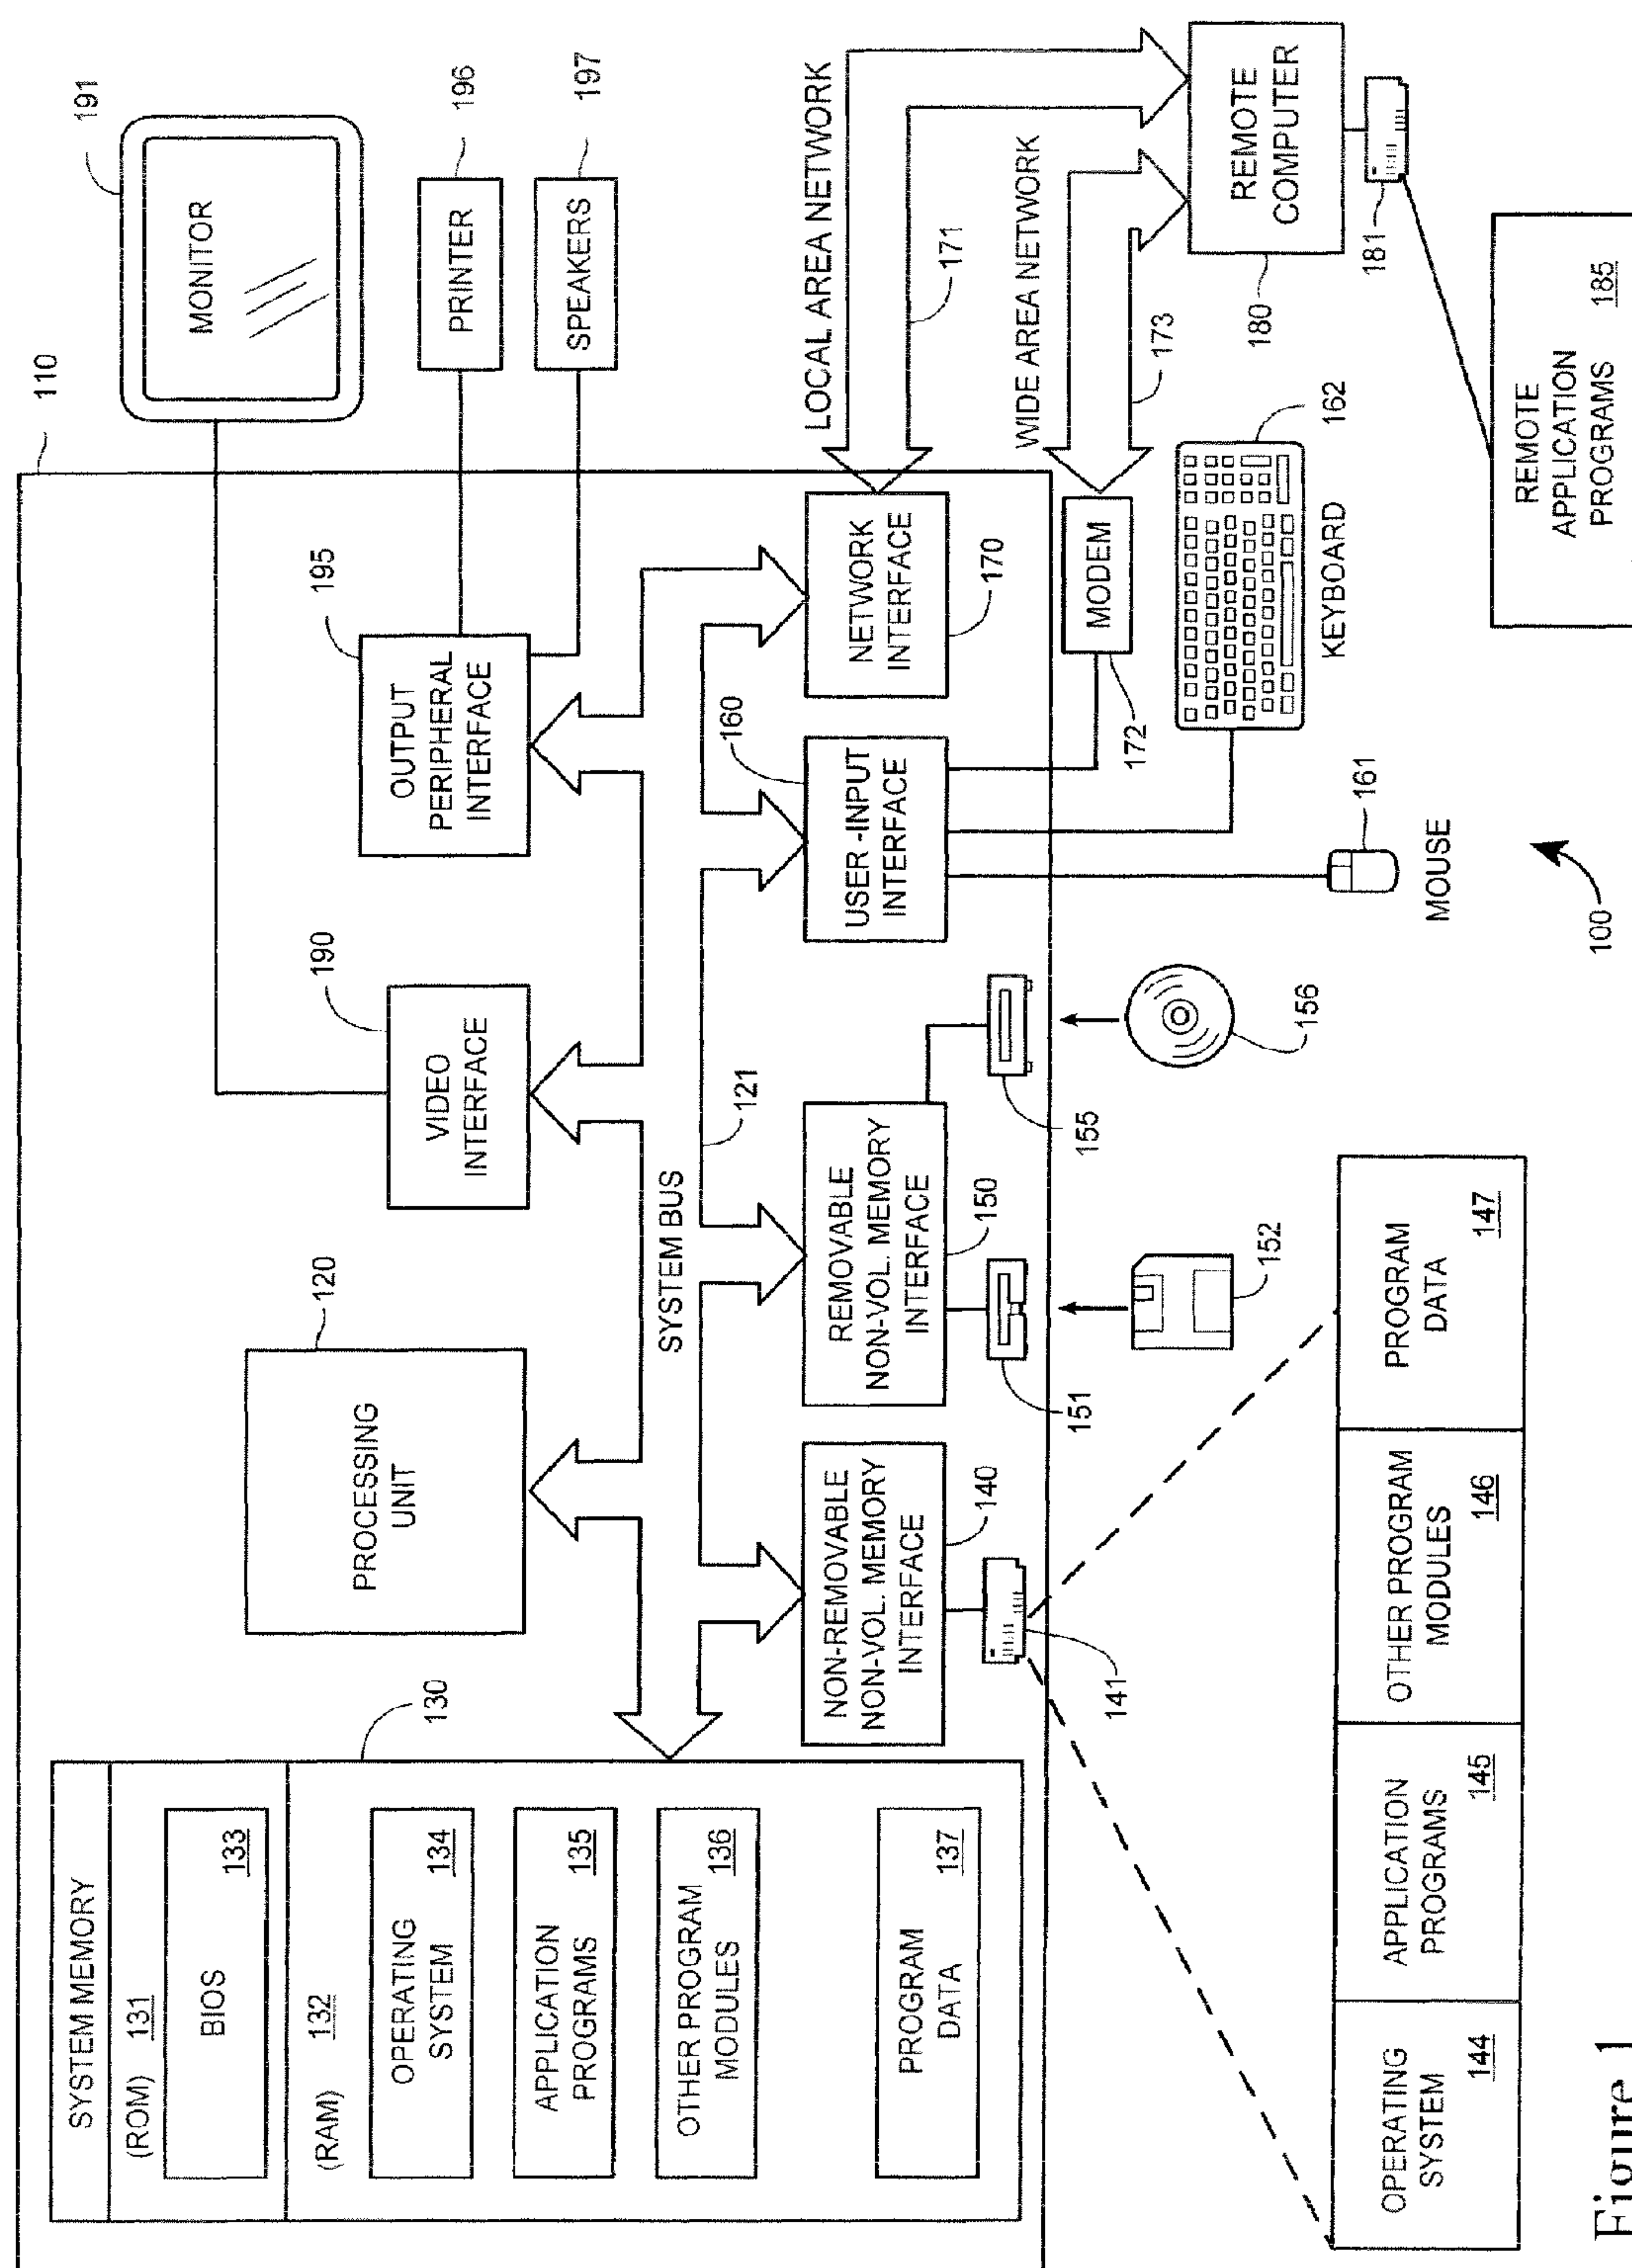 SYSTEM MEMORY
(ROM) 131
BIOS
133
(RAM) 132
OPERATING
SYSTEM
134
APPLICATION
PROGRAMS
135
OTHER PROGRAM
MODULES
136
PROGRAM
DATA
137
130
PROCESSING
UNIT
120
VIDEO
INTERFACE
190
OUTPUT
PERIPHERAL
INTERFACE
195
110
MONITOR
191
PRINTER
196
SPEAKERS
197
SYSTEM BUS
121
NON-REMOVABLE
NON-VOL. MEMORY
INTERFACE
140
REMOVABLE
NON-VOL. MEMORY
INTERFACE
150
USER -INPUT
INTERFACE
160
NETWORK
INTERFACE
170
LOCAL AREA NETWORK
171
WIDE AREA NETWORK
173
MODEM
172
141
151
155
152
156
MOUSE
161
KEYBOARD
162
REMOTE
COMPUTER
180
181
REMOTE
APPLICATION
PROGRAMS
185
OPERATING
SYSTEM
144
APPLICATION
PROGRAMS
145
OTHER PROGRAM
MODULES
146
PROGRAM
DATA
147
100
Figure 1